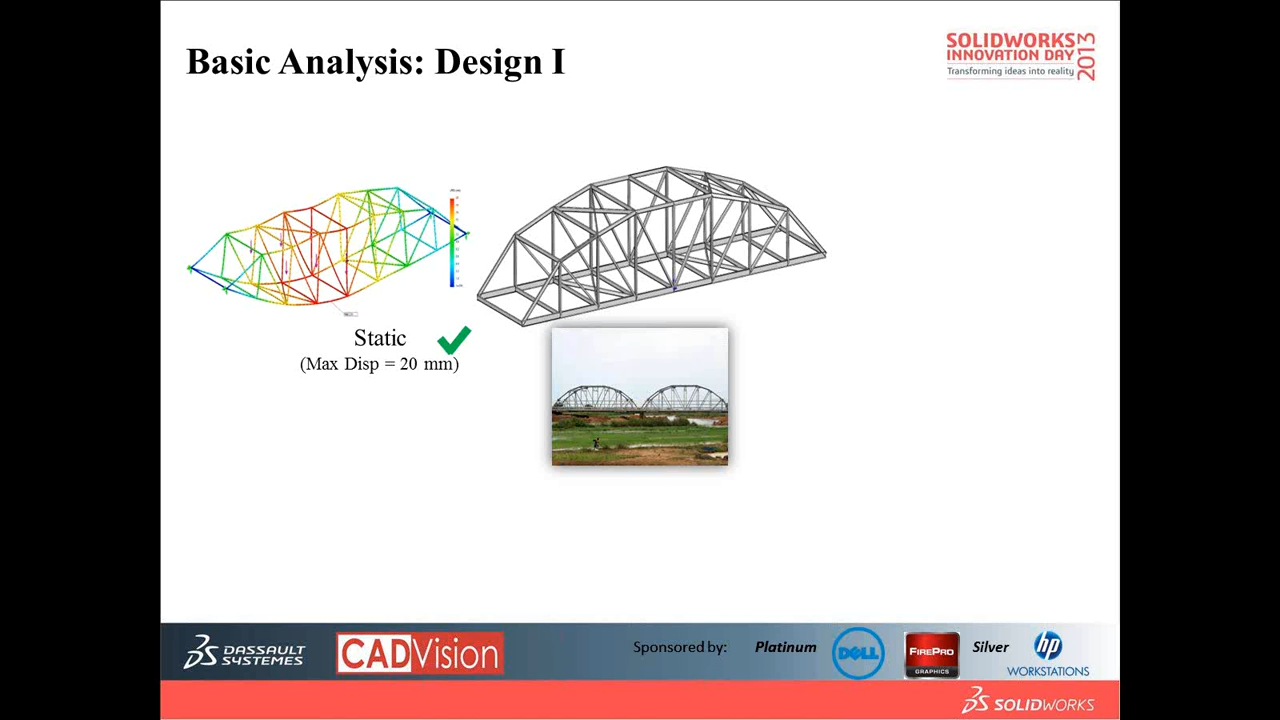 Basic Analysis: Design I
SOLIDWORKS
INNOVATION DAY
Transforming ideas into reality
2013
Static
(Max Disp = 20 mm)
DASSAULT
SYSTEMES
CADVision
Sponsored by:
Platinum
DELL
FIREPRO
GRAPHICS
Silver
hp
WORKSTATIONS
SOLIDWORKS